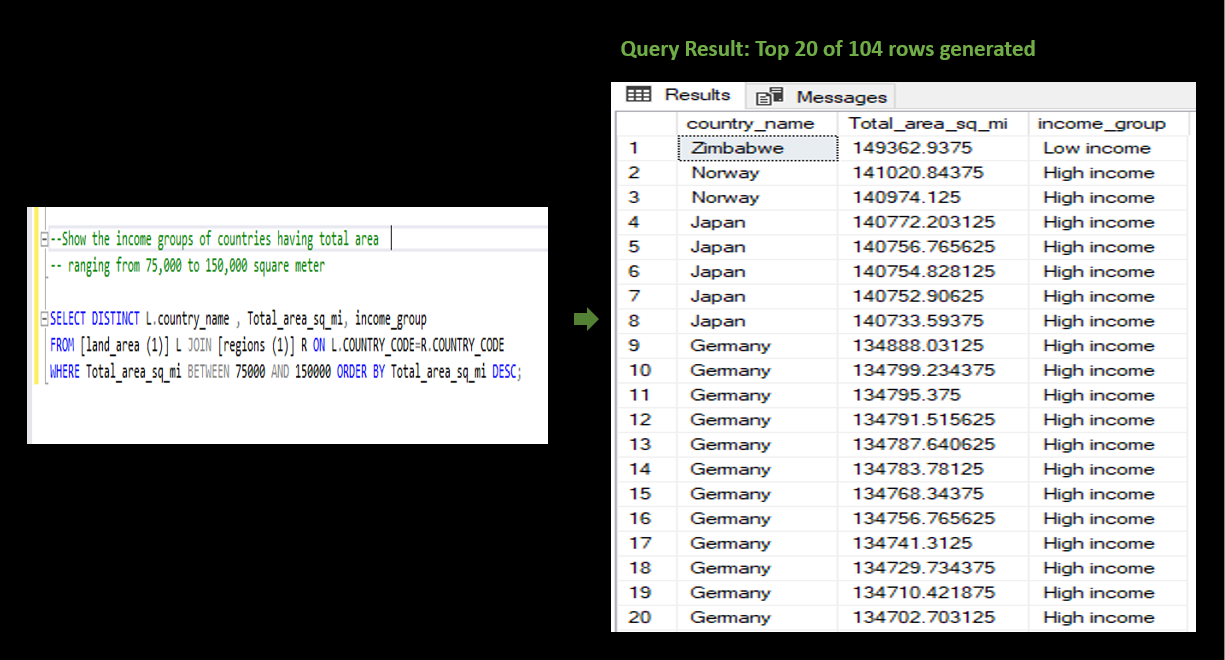 Query Result: Top 20 of 104 rows generated
--Show the income groups of countries having total area
-- ranging from 75,000 to 150,000 square meter
SELECT DISTINCT L.country_name , Total_area_sq_mi, income_group
FROM [land_area (1)] L JOIN [regions (1)] R ON L.COUNTRY_CODE=R.COUNTRY_CODE
WHERE Total_area_sq_mi BETWEEN 75000 AND 150000 ORDER BY Total_area_sq_mi DESC;
Results Messages
country_name Total_area_sq_mi income_group
1 Zimbabwe 149362.9375 Low income
2 Norway 141020.84375 High income
3 Norway 140974.125 High income
4 Japan 140772.203125 High income
5 Japan 140756.765625 High income
6 Japan 140754.828125 High income
7 Japan 140752.90625 High income
8 Japan 140733.59375 High income
9 Germany 134888.03125 High income
10 Germany 134799.234375 High income
11 Germany 134795.375 High income
12 Germany 134791.515625 High income
13 Germany 134787.640625 High income
14 Germany 134783.78125 High income
15 Germany 134768.34375 High income
16 Germany 134756.765625 High income
17 Germany 134741.3125 High income
18 Germany 134729.734375 High income
19 Germany 134710.421875 High income
20 Germany 134702.703125 High income